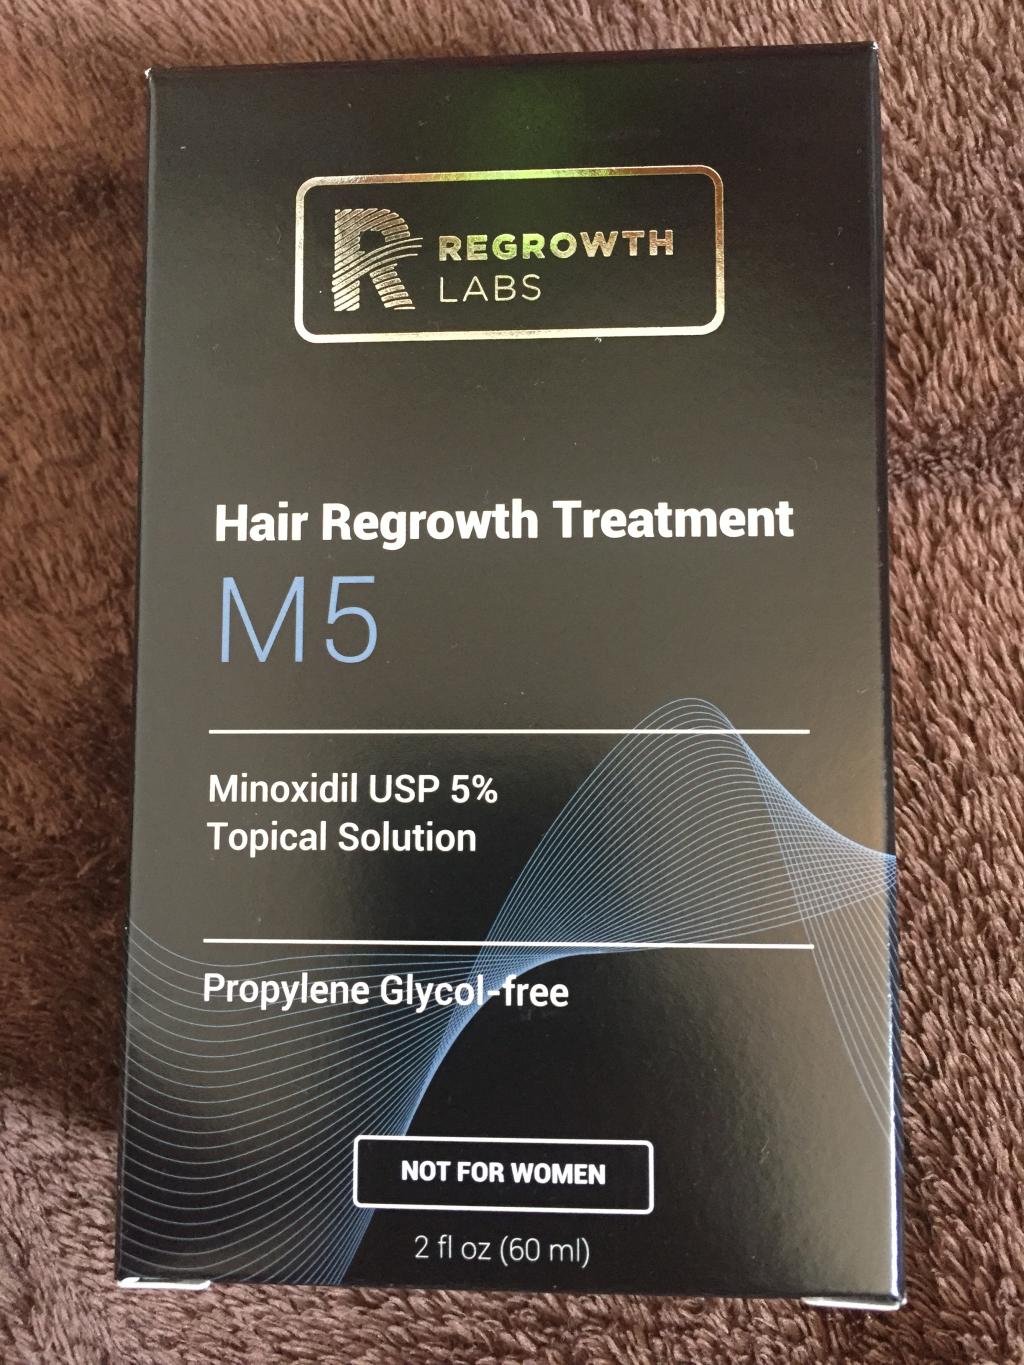 REGROWTH
LABS
Hair Regrowth Treatment
M5
Minoxidil USP 5%
Topical Solution
Propylene Glycol-free
NOT FOR WOMEN
2 fl oz (60 ml)